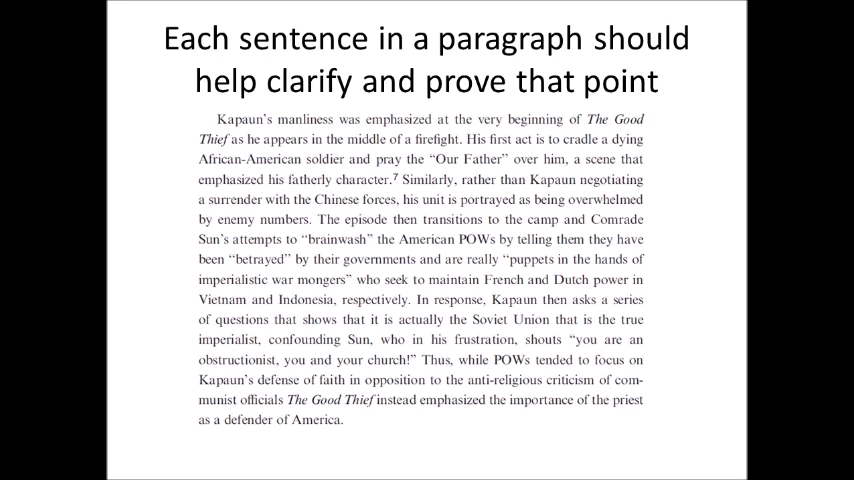 Each sentence in a paragraph should
help clarify and prove that point
Kapaun's manliness was emphasized at the very beginning of The Good
Thief as he appears in the middle of a firefight. His first act is to cradle a dying
African-American soldier and pray the “Our Father” over him, a scene that
emphasized his fatherly character.⁷ Similarly, rather than Kapaun negotiating
a surrender with the Chinese forces, his unit is portrayed as being overwhelmed
by enemy numbers. The episode then transitions to the camp and Comrade
Sun's attempts to “brainwash” the American POWs by telling them they have
been “betrayed” by their governments and are really “puppets in the hands of
imperialistic war mongers” who seek to maintain French and Dutch power in
Vietnam and Indonesia, respectively. In response, Kapaun then asks a series
of questions that shows that it is actually the Soviet Union that is the true
imperialist, confounding Sun, who in his frustration, shouts “you are an
obstructionist, you and your church!” Thus, while POWs tended to focus on
Kapaun's defense of faith in opposition to the anti-religious criticism of com-
munist officials The Good Thief instead emphasized the importance of the priest
as a defender of America.